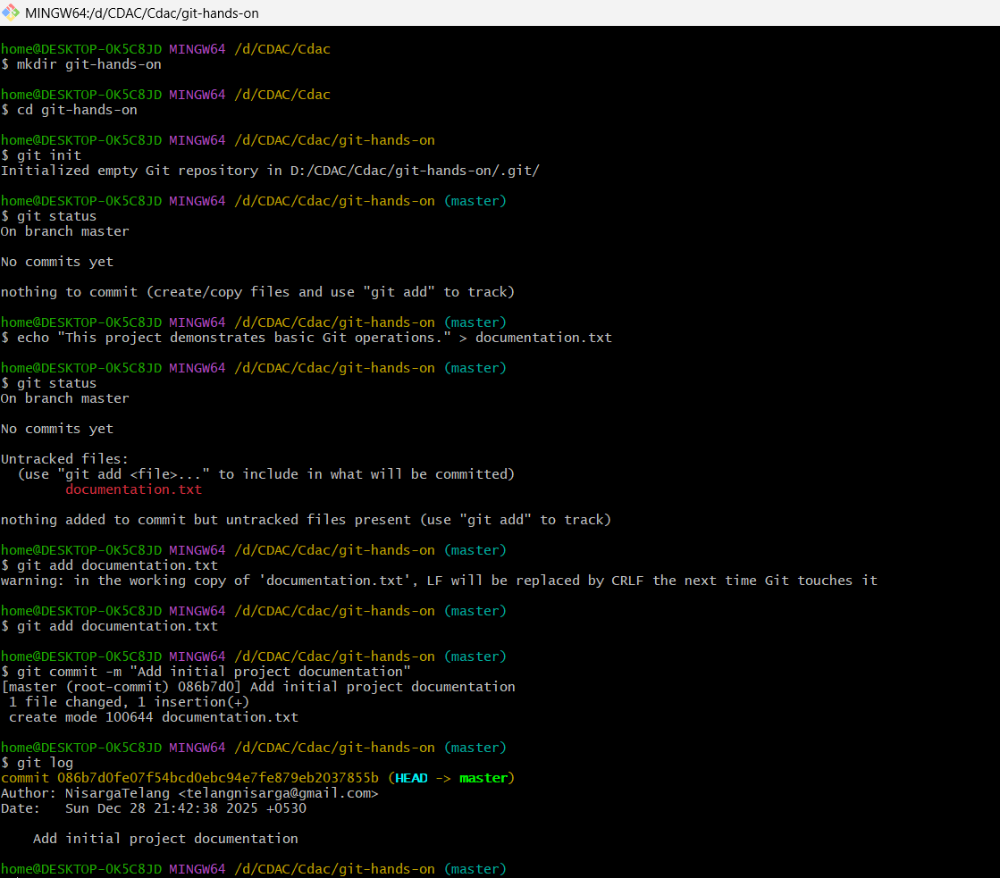 MINGW64:/d/CDAC/Cdac/git-hands-on
home@DESKTOP-0K5C8JD MINGW64 /d/CDAC/Cdac
$ mkdir git-hands-on
home@DESKTOP-0K5C8JD MINGW64 /d/CDAC/Cdac
$ cd git-hands-on
home@DESKTOP-0K5C8JD MINGW64 /d/CDAC/Cdac/git-hands-on
$ git init
Initialized empty Git repository in D:/CDAC/Cdac/git-hands-on/.git/
home@DESKTOP-0K5C8JD MINGW64 /d/CDAC/Cdac/git-hands-on (master)
$ git status
On branch master
No commits yet
nothing to commit (create/copy files and use "git add" to track)
home@DESKTOP-0K5C8JD MINGW64 /d/CDAC/Cdac/git-hands-on (master)
$ echo "This project demonstrates basic Git operations." > documentation.txt
home@DESKTOP-0K5C8JD MINGW64 /d/CDAC/Cdac/git-hands-on (master)
$ git status
On branch master
No commits yet
Untracked files:
  (use "git add <file>..." to include in what will be committed)
        documentation.txt
nothing added to commit but untracked files present (use "git add" to track)
home@DESKTOP-0K5C8JD MINGW64 /d/CDAC/Cdac/git-hands-on (master)
$ git add documentation.txt
warning: in the working copy of 'documentation.txt', LF will be replaced by CRLF the next time Git touches it
home@DESKTOP-0K5C8JD MINGW64 /d/CDAC/Cdac/git-hands-on (master)
$ git add documentation.txt
home@DESKTOP-0K5C8JD MINGW64 /d/CDAC/Cdac/git-hands-on (master)
$ git commit -m "Add initial project documentation"
[master (root-commit) 086b7d0] Add initial project documentation
 1 file changed, 1 insertion(+)
 create mode 100644 documentation.txt
home@DESKTOP-0K5C8JD MINGW64 /d/CDAC/Cdac/git-hands-on (master)
$ git log
commit 086b7d0fe07f54bcd0ebc94e7fe879eb2037855b (HEAD -> master)
Author: NisargaTelang <telangnisarga@gmail.com>
Date:   Sun Dec 28 21:42:38 2025 +0530
    Add initial project documentation
home@DESKTOP-0K5C8JD MINGW64 /d/CDAC/Cdac/git-hands-on (master)